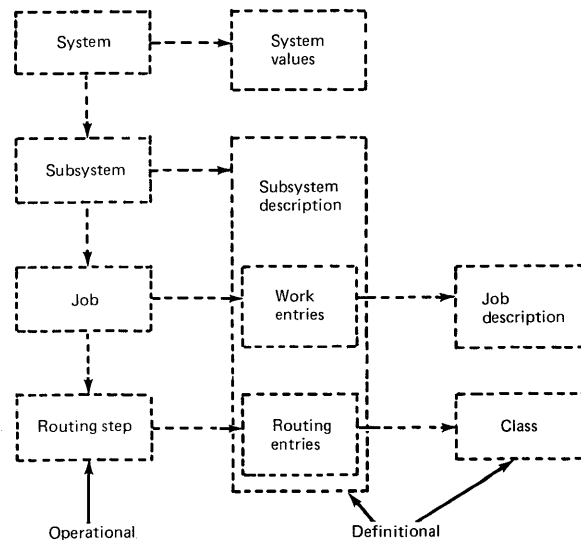 System
System
values
Subsystem
Subsystem
description
Job
Work
entries
Job
description
Routing step
Routing
entries
Class
Operational
Definitional